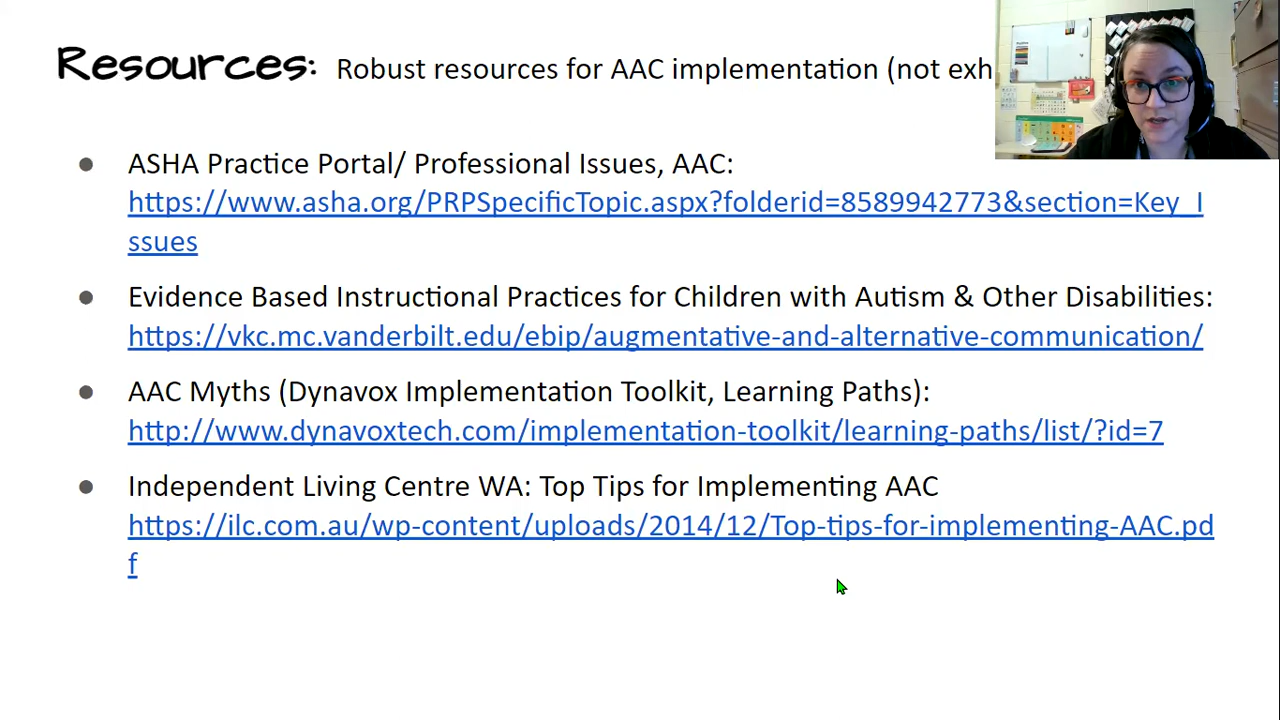 Resources: Robust resources for AAC implementation (not exh
ASHA Practice Portal/ Professional Issues, AAC:
https://www.asha.org/PRPSpecificTopic.aspx?folderid=8589942773&section=Key_I
ssues
Evidence Based Instructional Practices for Children with Autism & Other Disabilities:
https://vkc.mc.vanderbilt.edu/ebip/augmentative-and-alternative-communication/
AAC Myths (Dynavox Implementation Toolkit, Learning Paths):
http://www.dynavoxtech.com/implementation-toolkit/learning-paths/list/?id=7
Independent Living Centre WA: Top Tips for Implementing AAC
https://ilc.com.au/wp-content/uploads/2014/12/Top-tips-for-implementing-AAC.pd
f